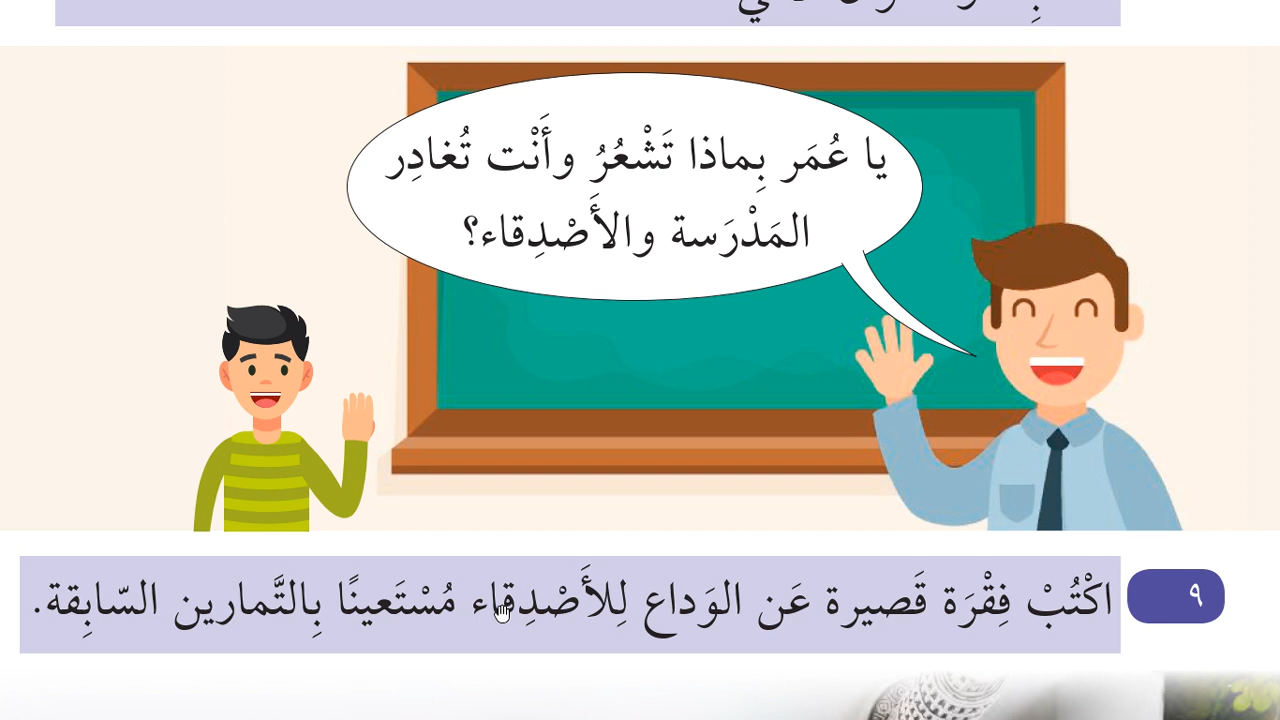 يا عُمَر بِماذا تَشْعُرُ وأَنْت تُغادِر
المَدْرَسة والأَصْدِقاء؟
٩
اكْتُبْ فِقْرَة قَصيرة عَن الوَداع لِلأَصْدِقاء مُسْتَعينًا بِالتَّمارين السّابِقة.